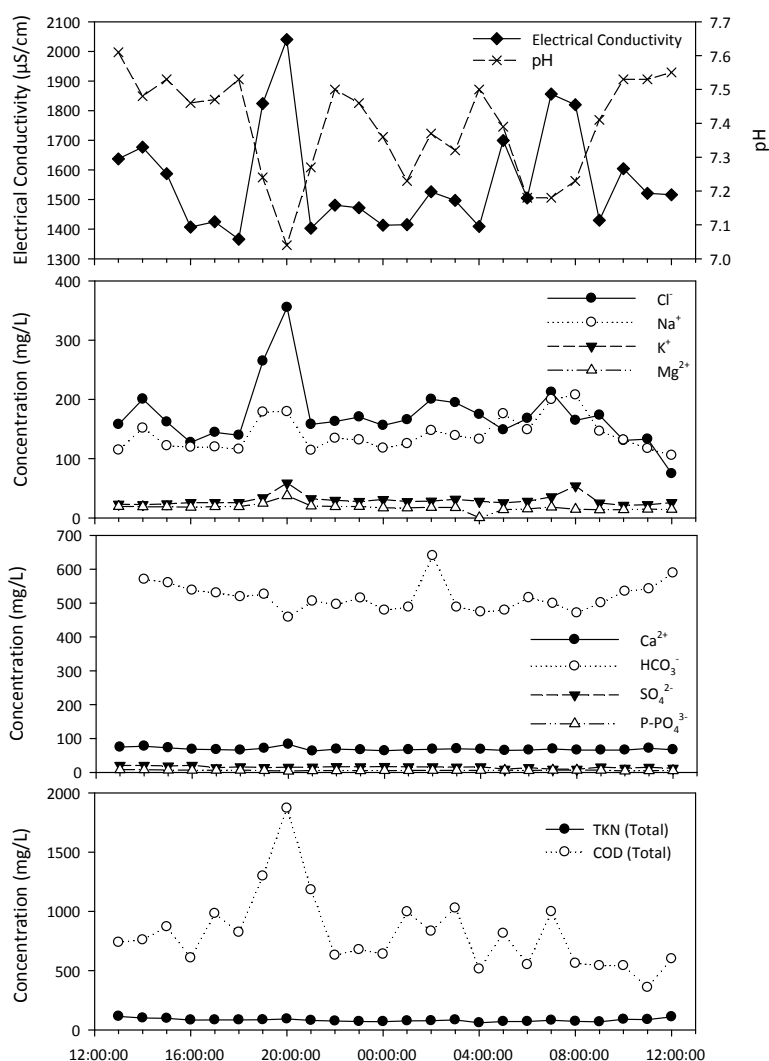 Electrical Conductivity (µS/cm)
2100
2000
1900
1800
1700
1600
1500
1400
1300
Electrical Conductivity
pH
7.7
7.6
7.5
7.4
7.3
7.2
7.1
7.0
pH
Concentration (mg/L)
400
300
200
100
0
Cl⁻
Na⁺
K⁺
Mg²⁺
Concentration (mg/L)
700
600
500
400
300
200
100
0
Ca²⁺
HCO₃⁻
SO₄²⁻
P-PO₄³⁻
Concentration (mg/L)
2000
1500
1000
500
0
TKN (Total)
COD (Total)
12:00:00 16:00:00 20:00:00 00:00:00 04:00:00 08:00:00 12:00:00